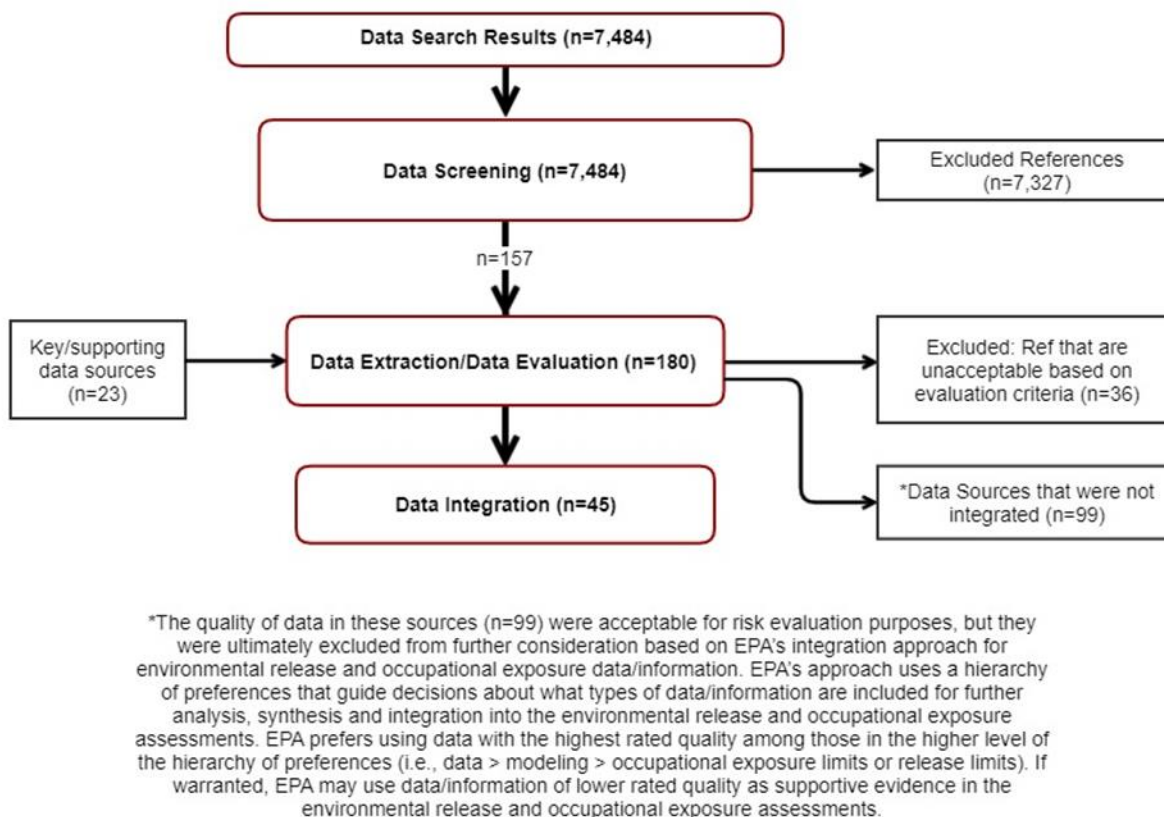 Data Search Results (n=7,484)
Data Screening (n=7,484)
Excluded References
(n=7,327)
n=157
Key/supporting
data sources
(n=23)
Data Extraction/Data Evaluation (n=180)
Excluded: Ref that are
unacceptable based on
evaluation criteria (n=36)
Data Integration (n=45)
*Data Sources that were not
integrated (n=99)
*The quality of data in these sources (n=99) were acceptable for risk evaluation purposes, but they
were ultimately excluded from further consideration based on EPA's integration approach for
environmental release and occupational exposure data/information. EPA's approach uses a hierarchy
of preferences that guide decisions about what types of data/information are included for further
analysis, synthesis and integration into the environmental release and occupational exposure
assessments. EPA prefers using data with the highest rated quality among those in the higher level of
the hierarchy of preferences (i.e., data > modeling > occupational exposure limits or release limits). If
warranted, EPA may use data/information of lower rated quality as supportive evidence in the
environmental release and occupational exposure assessments.